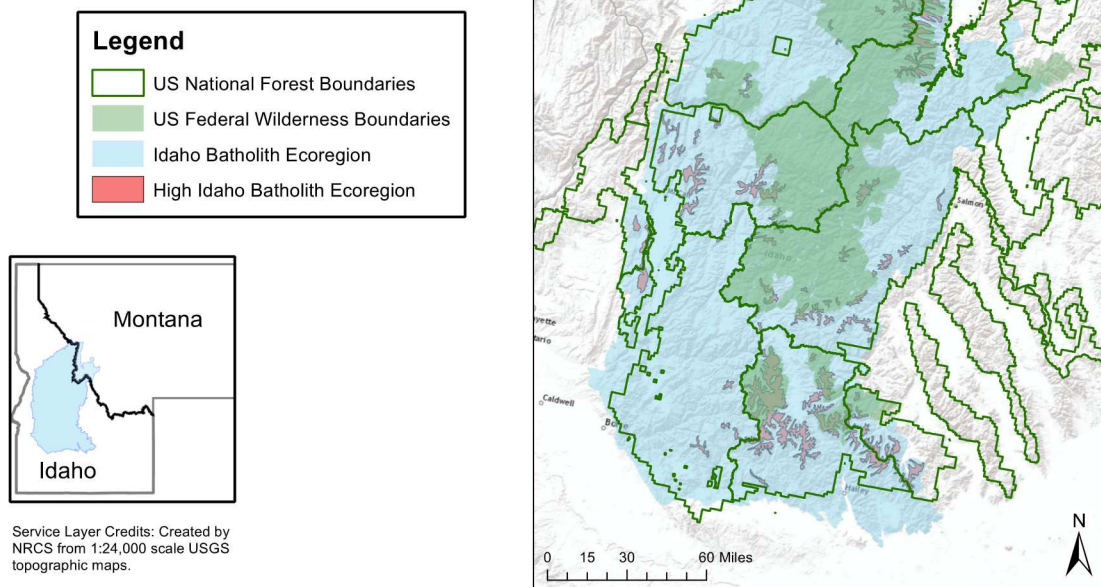 Legend
US National Forest Boundaries
US Federal Wilderness Boundaries
Idaho Batholith Ecoregion
High Idaho Batholith Ecoregion
Montana
Idaho
Service Layer Credits: Created by
NRCS from 1:24,000 scale USGS
topographic maps.
Salmon
Idaho
Caldwell
Hailey
N
0 15 30 60 Miles